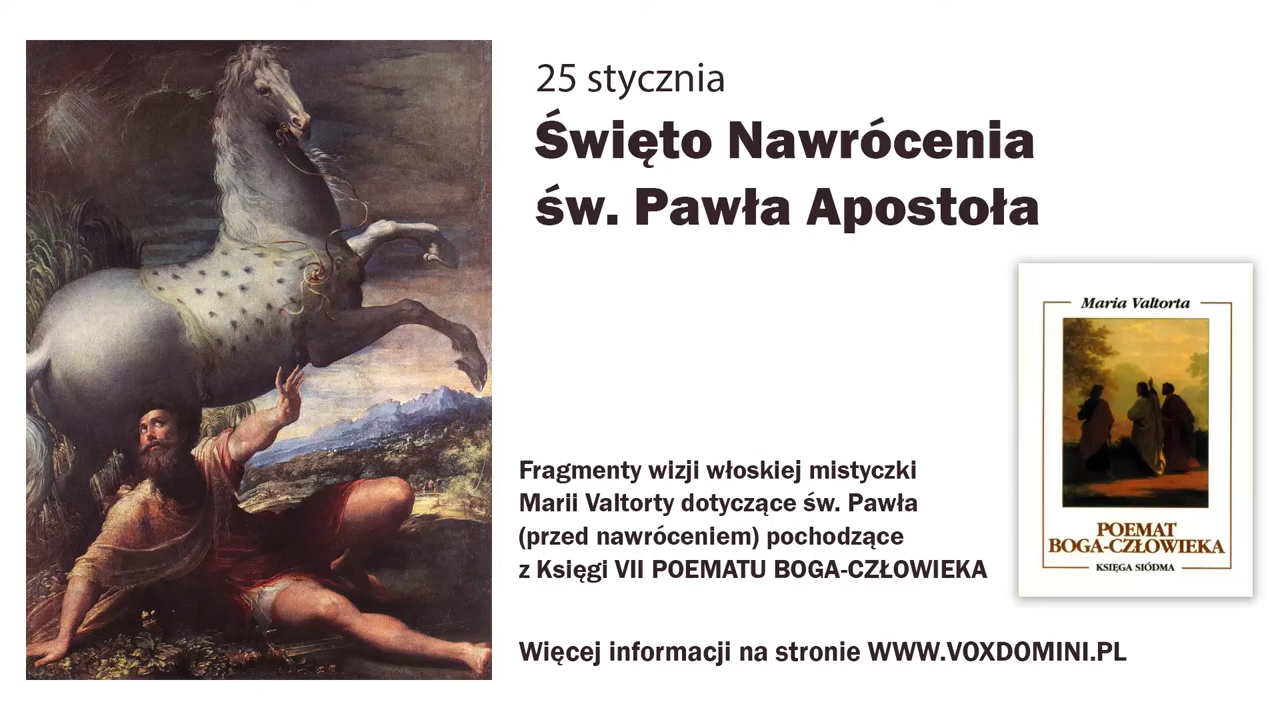 25 stycznia
Święto Nawrócenia
św. Pawła Apostoła
Maria Valtorta
POEMAT
BOGA-CZŁOWIEKA
KSIĘGA SIÓDMA
Fragmenty wizji włoskiej mistyczki
Marii Valtorty dotyczące św. Pawła
(przed nawróceniem) pochodzące
z Księgi VII POEMATU BOGA-CZŁOWIEKA
Więcej informacji na stronie WWW.VOXDOMINI.PL